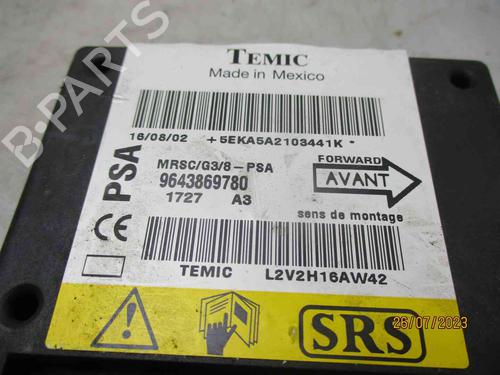 TEMIC
Made in Mexico
16/08/02 +5EKA5A2103441K*
MRSC/G3/8-PSA
9643869780
1727 A3
FORWARD
AVANT
sens de montage
PSA
CE
TEMIC L2V2H16AW42
SRS
B-PARTS
26/07/2023